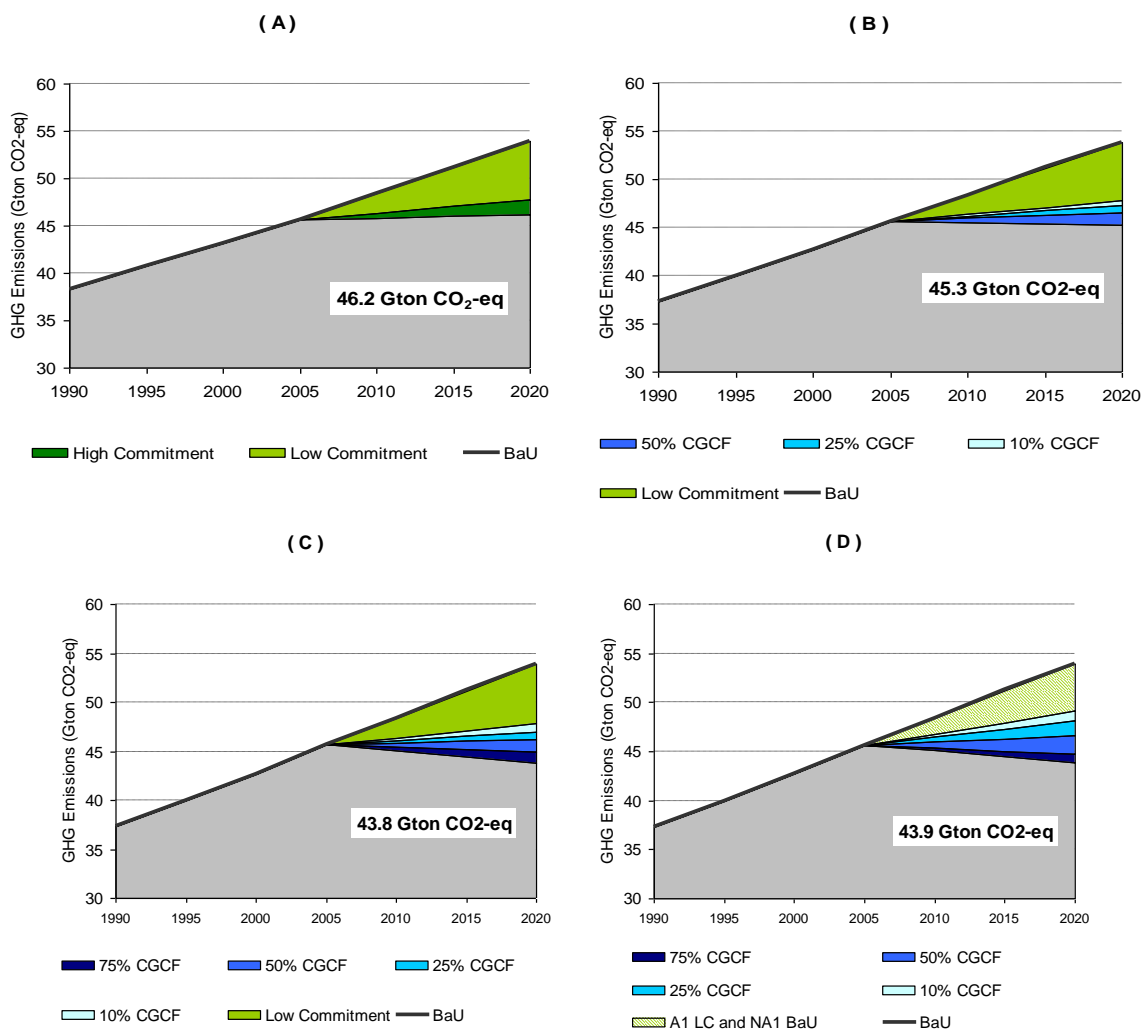 ( A )
GHG Emissions (Gton CO2-eq)
60
55
50
45
40
35
30
46.2 Gton CO₂-eq
1990 1995 2000 2005 2010 2015 2020
High Commitment Low Commitment BaU
( B )
GHG Emissions (Gton CO2-eq)
60
55
50
45
40
35
30
45.3 Gton CO2-eq
1990 1995 2000 2005 2010 2015 2020
50% CGCF 25% CGCF 10% CGCF
Low Commitment BaU
( C )
GHG Emissions (Gton CO2-eq)
60
55
50
45
40
35
30
43.8 Gton CO2-eq
1990 1995 2000 2005 2010 2015 2020
75% CGCF 50% CGCF 25% CGCF
10% CGCF Low Commitment BaU
( D )
GHG Emissions (Gton CO2-eq)
60
55
50
45
40
35
30
43.9 Gton CO2-eq
1990 1995 2000 2005 2010 2015 2020
75% CGCF 50% CGCF
25% CGCF 10% CGCF
A1 LC and NA1 BaU BaU